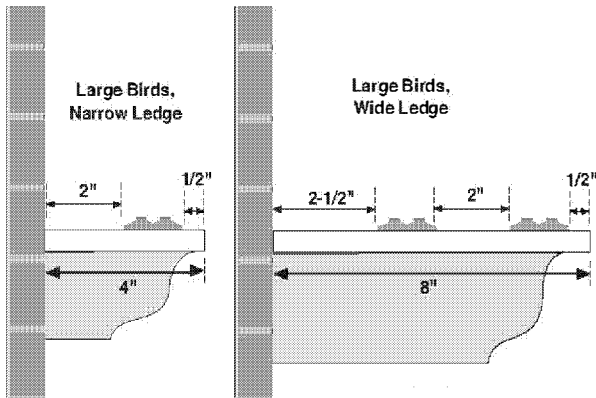 Large Birds,
Narrow Ledge
2"
1/2"
4"
Large Birds,
Wide Ledge
2-1/2"
2"
1/2"
8"